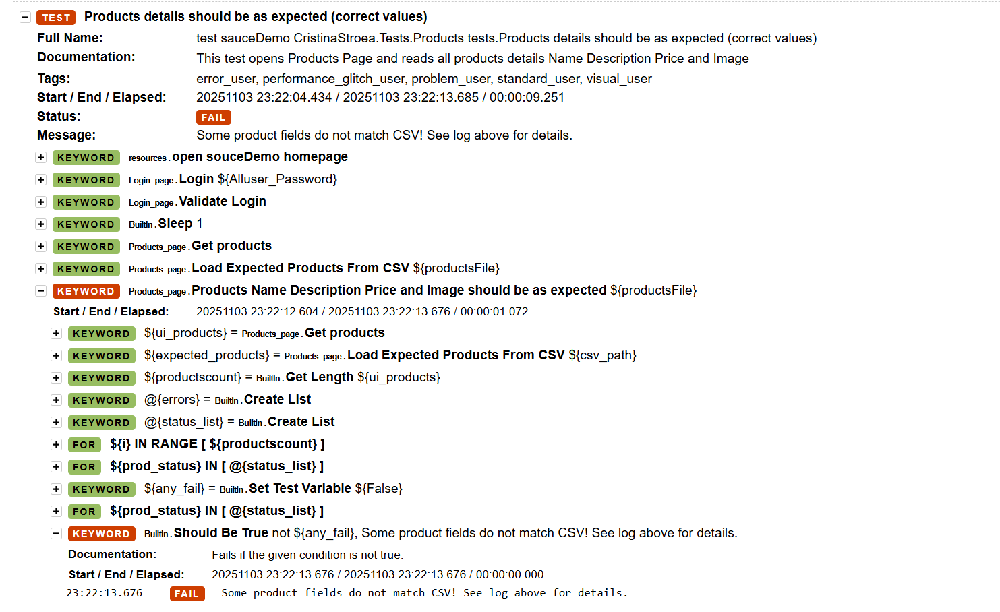 − TEST Products details should be as expected (correct values)
Full Name: test sauceDemo CristinaStroea.Tests.Products tests.Products details should be as expected (correct values)
Documentation: This test opens Products Page and reads all products details Name Description Price and Image
Tags: error_user, performance_glitch_user, problem_user, standard_user, visual_user
Start / End / Elapsed: 20251103 23:22:04.434 / 20251103 23:22:13.685 / 00:00:09.251
Status: FAIL
Message: Some product fields do not match CSV! See log above for details.
+ KEYWORD resources.open souceDemo homepage
+ KEYWORD Login_page.Login ${Alluser_Password}
+ KEYWORD Login_page.Validate Login
+ KEYWORD BuiltIn.Sleep 1
+ KEYWORD Products_page.Get products
+ KEYWORD Products_page.Load Expected Products From CSV ${productsFile}
− KEYWORD Products_page.Products Name Description Price and Image should be as expected ${productsFile}
Start / End / Elapsed: 20251103 23:22:12.604 / 20251103 23:22:13.676 / 00:00:01.072
+ KEYWORD ${ui_products} = Products_page.Get products
+ KEYWORD ${expected_products} = Products_page.Load Expected Products From CSV ${csv_path}
+ KEYWORD ${productscount} = BuiltIn.Get Length ${ui_products}
+ KEYWORD @{errors} = BuiltIn.Create List
+ KEYWORD @{status_list} = BuiltIn.Create List
+ FOR ${i} IN RANGE [ ${productscount} ]
+ FOR ${prod_status} IN [ @{status_list} ]
+ KEYWORD ${any_fail} = BuiltIn.Set Test Variable ${False}
+ FOR ${prod_status} IN [ @{status_list} ]
− KEYWORD BuiltIn.Should Be True not ${any_fail}, Some product fields do not match CSV! See log above for details.
Documentation: Fails if the given condition is not true.
Start / End / Elapsed: 20251103 23:22:13.676 / 20251103 23:22:13.676 / 00:00:00.000
23:22:13.676 FAIL Some product fields do not match CSV! See log above for details.